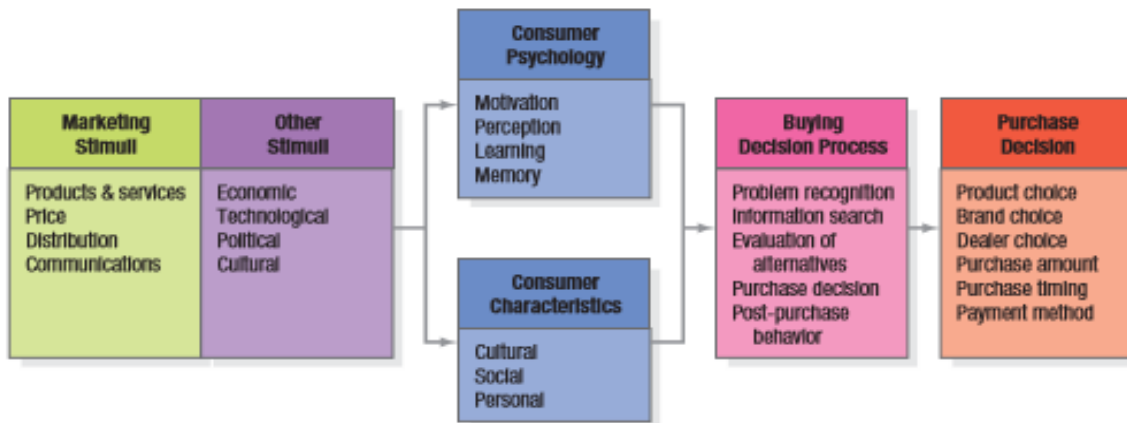 Marketing
Stimuli
Products & services
Price
Distribution
Communications
Other
Stimuli
Economic
Technological
Political
Cultural
Consumer
Psychology
Motivation
Perception
Learning
Memory
Consumer
Characteristics
Cultural
Social
Personal
Buying
Decision Process
Problem recognition
Information search
Evaluation of
alternatives
Purchase decision
Post-purchase
behavior
Purchase
Decision
Product choice
Brand choice
Dealer choice
Purchase amount
Purchase timing
Payment method